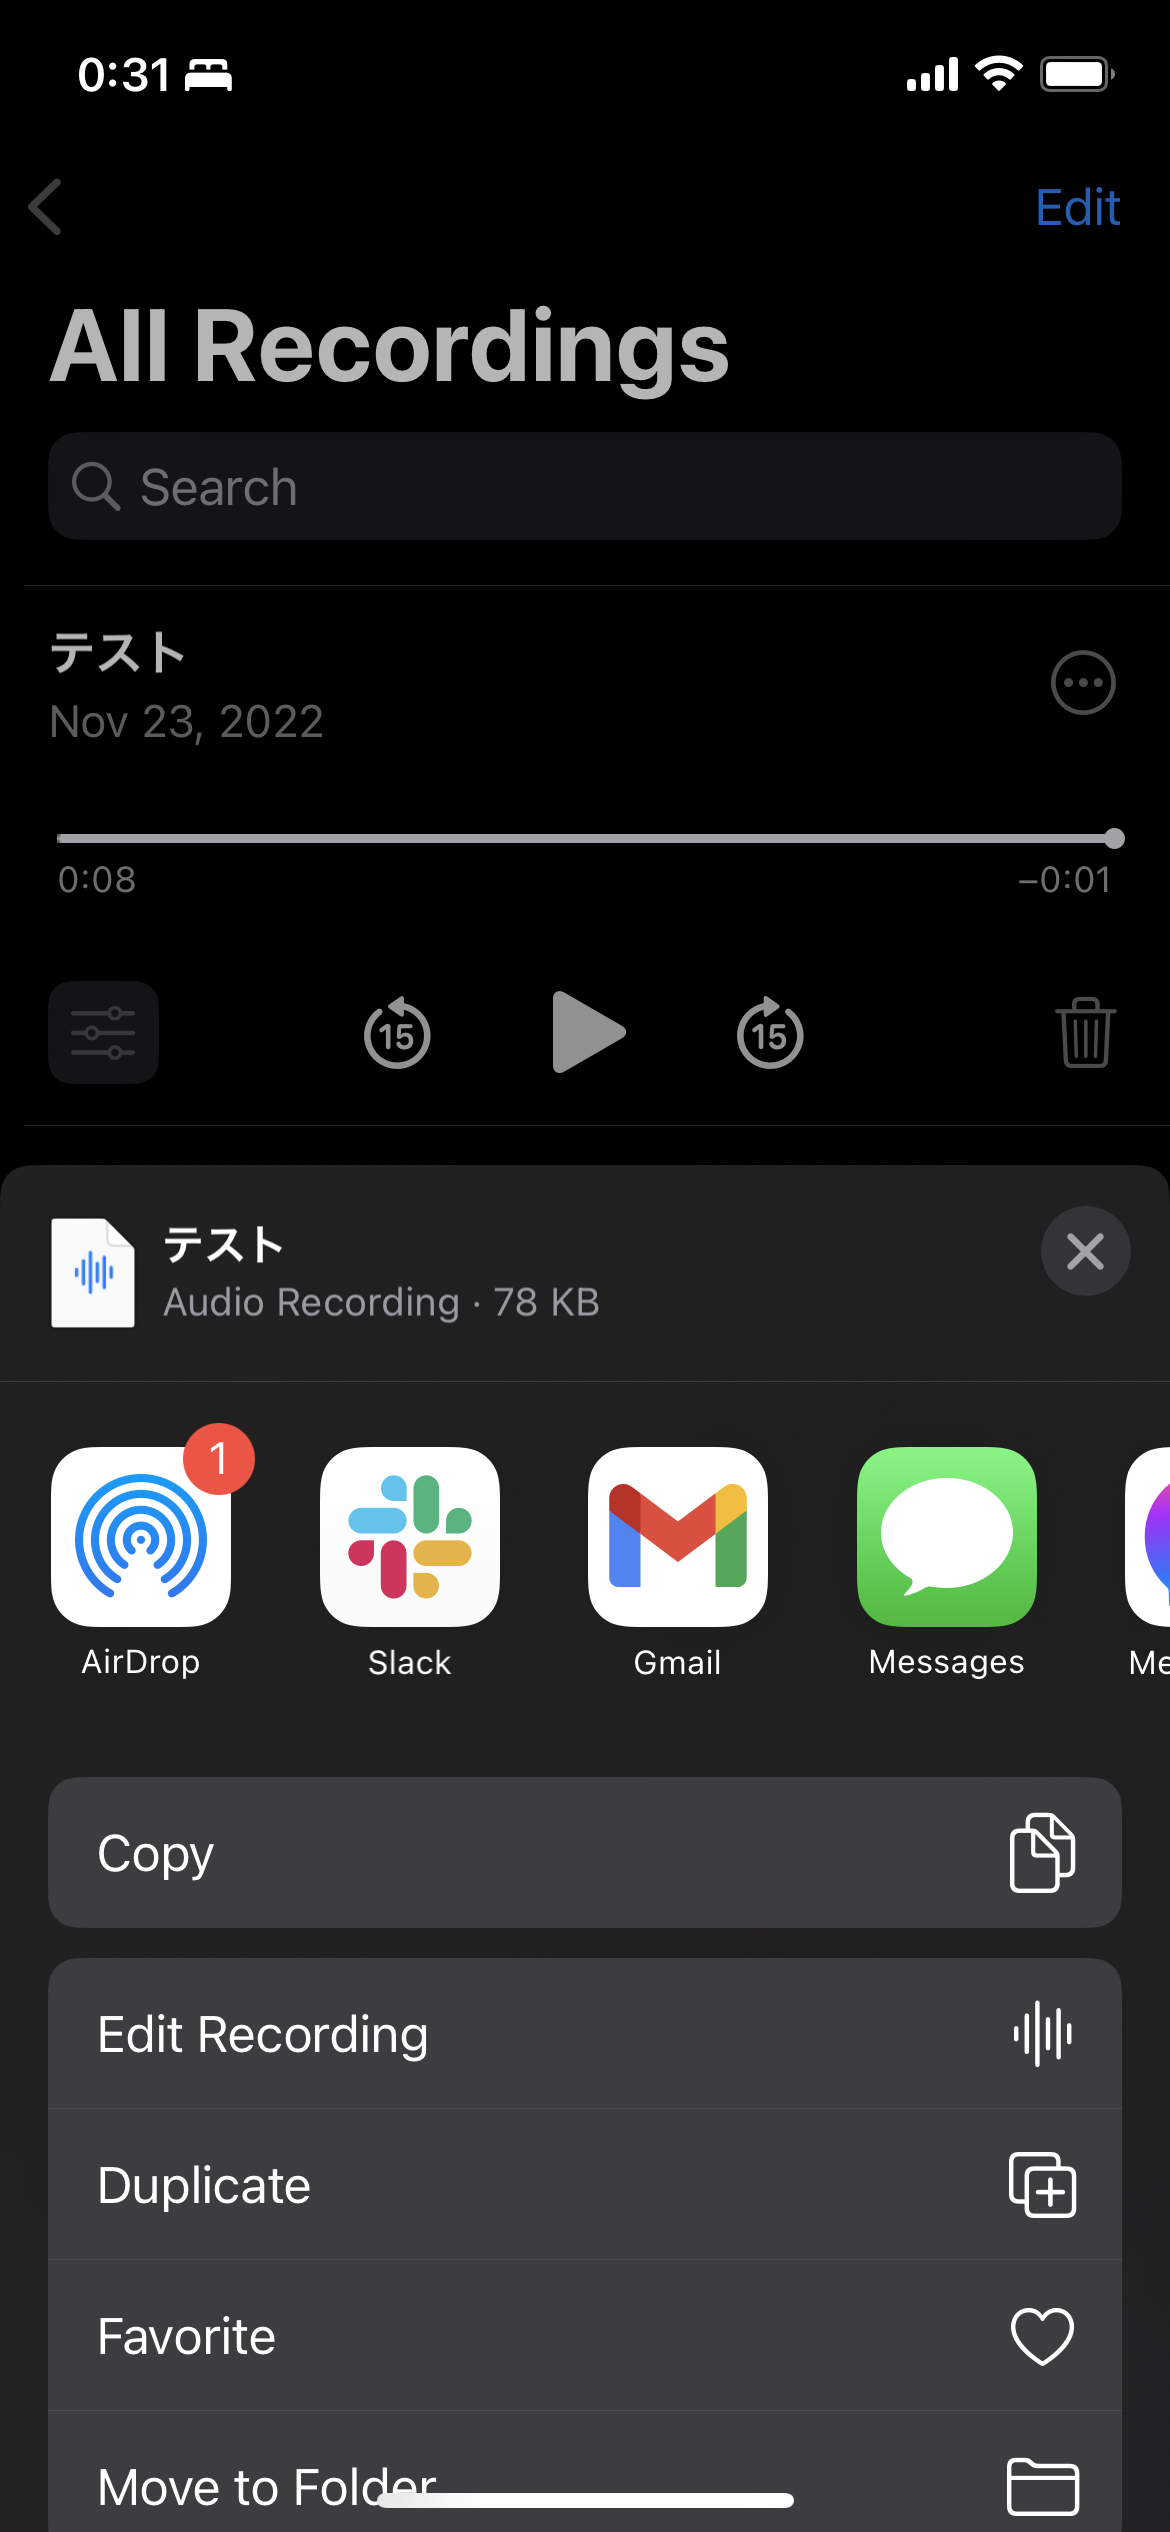 0:31
Edit
All Recordings
Search
テスト
Nov 23, 2022
0:08 –0:01
15 15
テスト
Audio Recording · 78 KB
1
AirDrop Slack Gmail Messages Me
Copy
Edit Recording
Duplicate
Favorite
Move to Folder